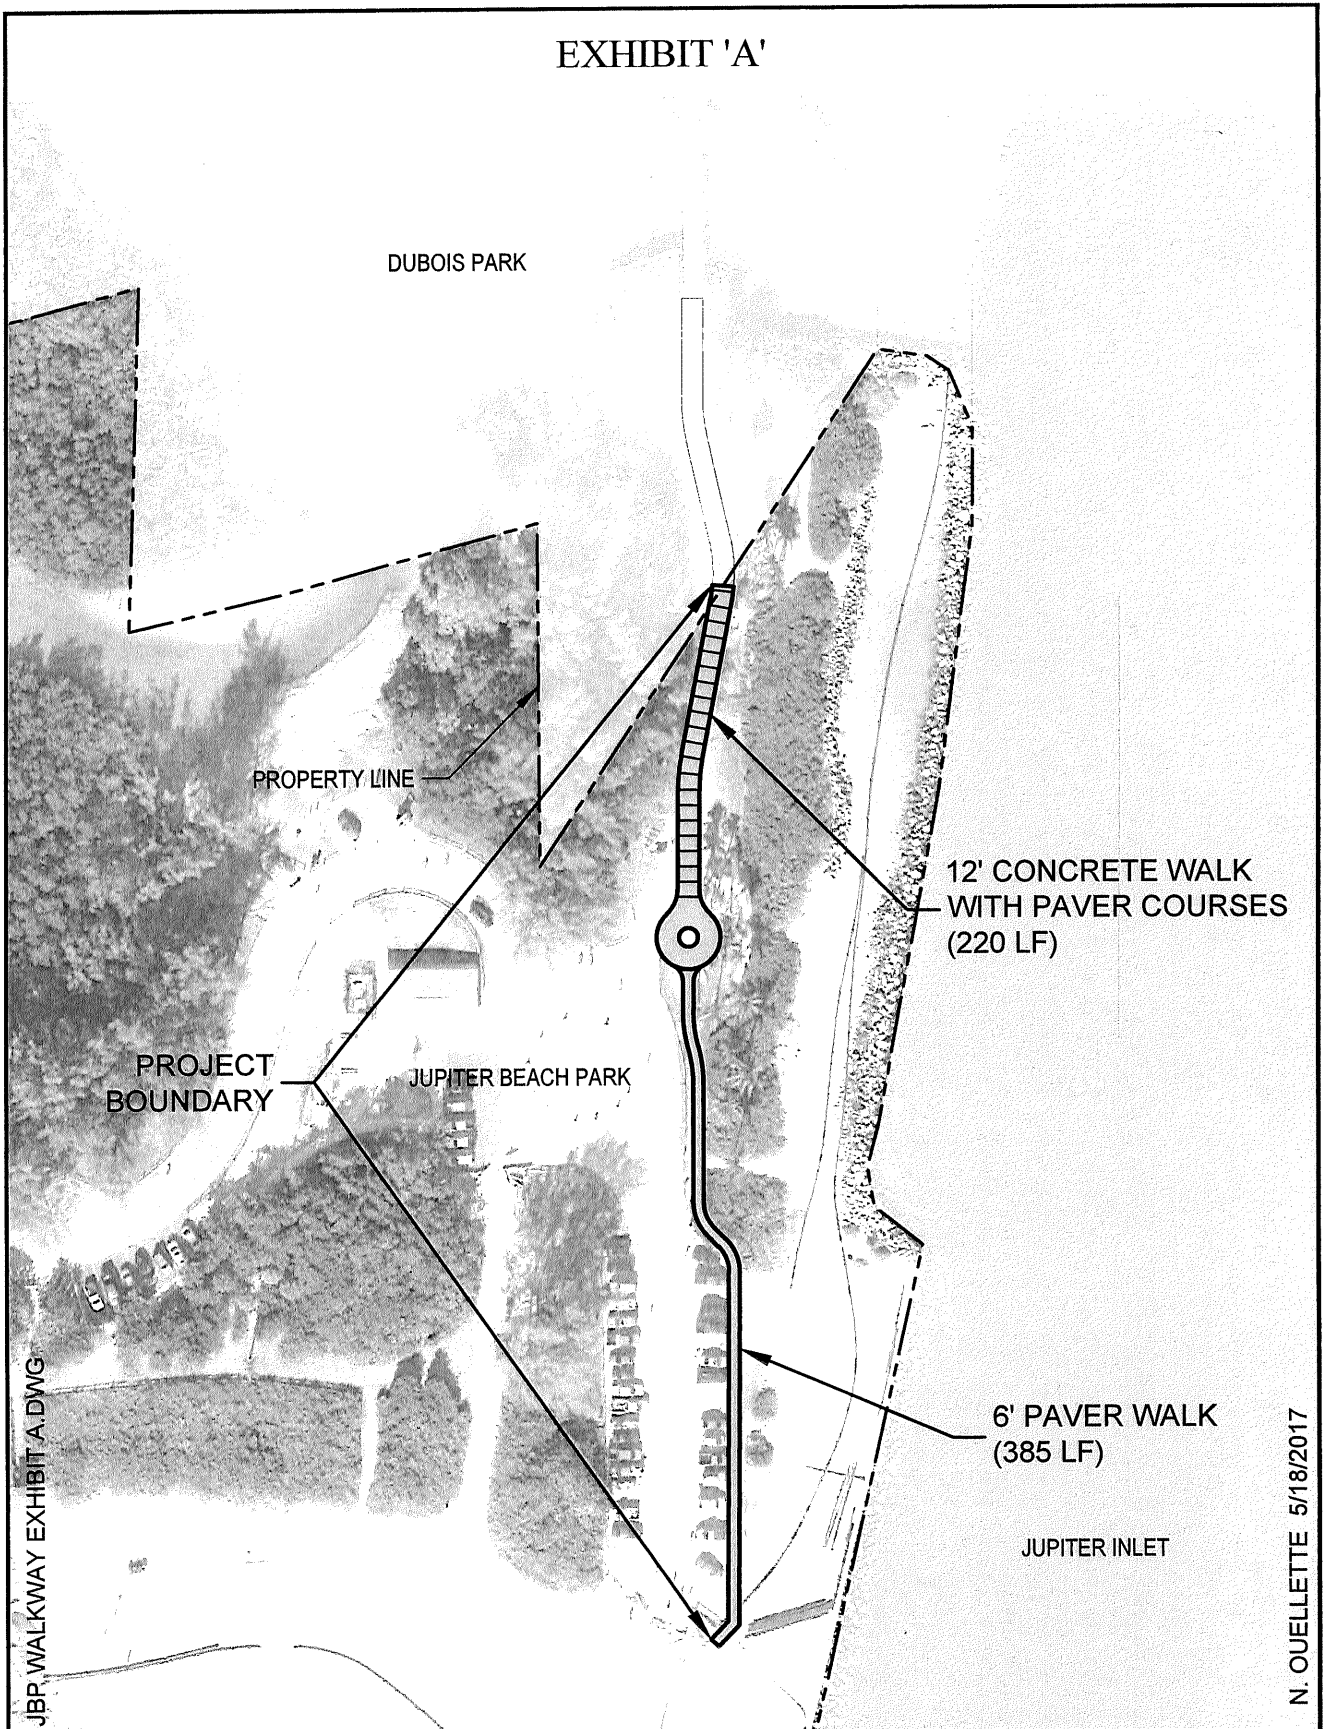 EXHIBIT 'A'
DUBOIS PARK
PROPERTY LINE
12' CONCRETE WALK
WITH PAVER COURSES
(220 LF)
PROJECT
BOUNDARY
JUPITER BEACH PARK
6' PAVER WALK
(385 LF)
JUPITER INLET
JBP WALKWAY EXHIBIT A.DWG
N. OUELLETTE 5/18/2017